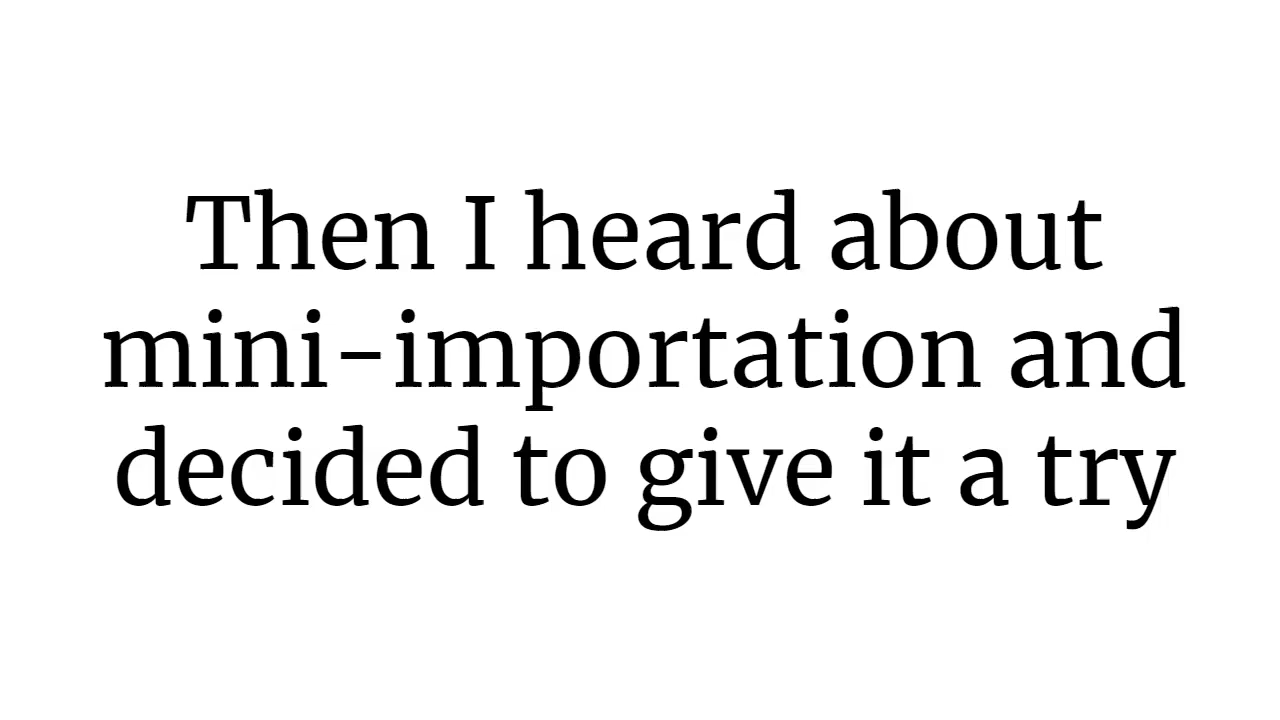 Then I heard about
mini-importation and
decided to give it a try